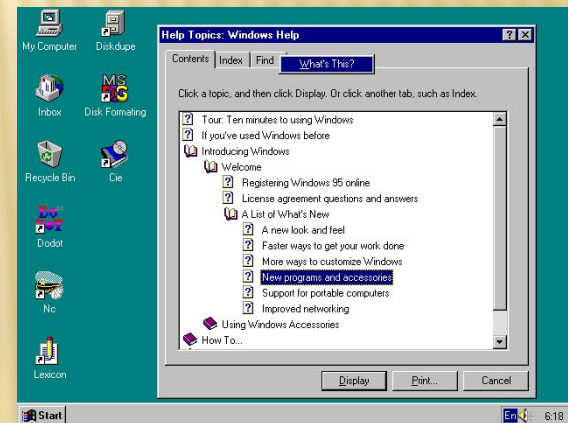 My Computer
Diskdupe
Inbox
MS
Disk Formating
Recycle Bin
Cie
Dodot
Nc
Lexicon
Help Topics: Windows Help
Contents
Index
Find
What's This?
Click a topic, and then click Display. Or click another tab, such as Index.
? Tour: Ten minutes to using Windows
? If you've used Windows before
Introducing Windows
Welcome
? Registering Windows 95 online
? License agreement questions and answers
A List of What's New
? A new look and feel
? Faster ways to get your work done
? More ways to customize Windows
? New programs and accessories
? Support for portable computers
? Improved networking
Using Windows Accessories
How To...
Display
Print...
Cancel
Start
En
6:18